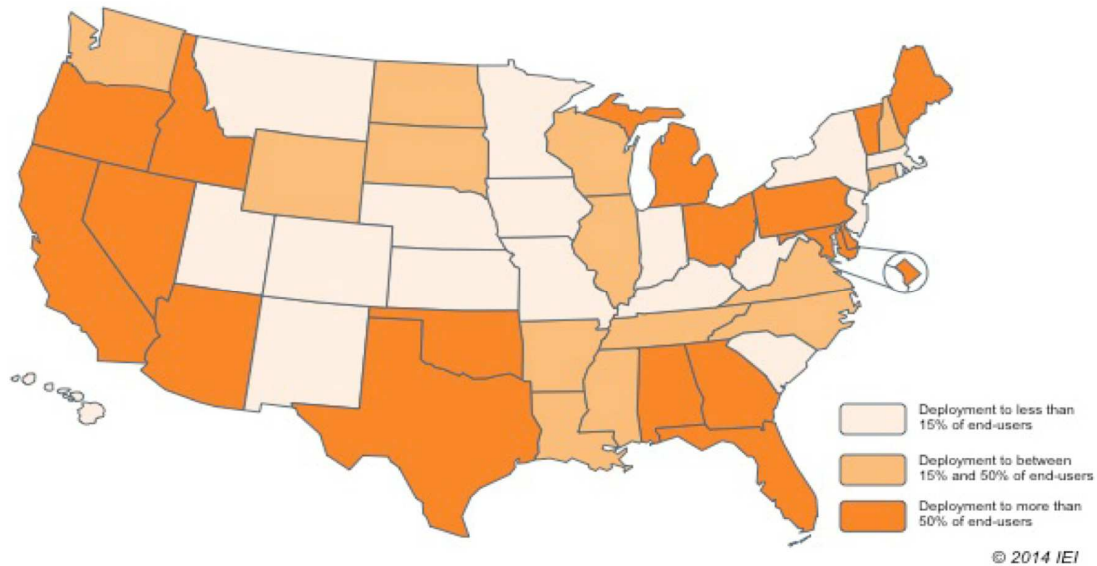 Deployment to less than
15% of end-users
Deployment to between
15% and 50% of end-users
Deployment to more than
50% of end-users
© 2014 IEI